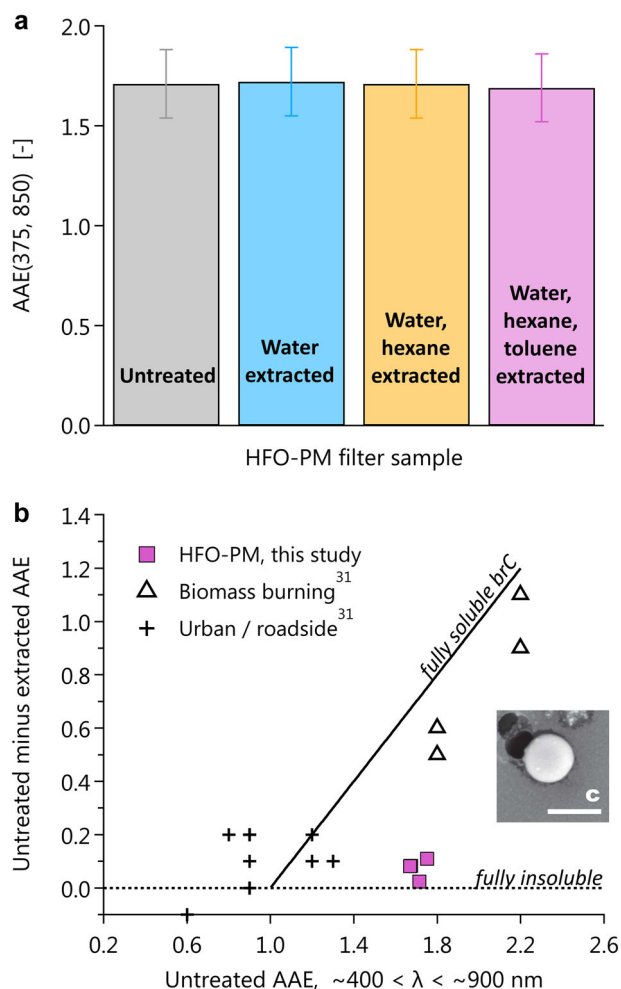 a
2.0
1.5
1.0
0.5
0.0
AAE(375, 850) [-]
Untreated
Water
extracted
Water,
hexane
extracted
Water,
hexane,
toluene
extracted
HFO-PM filter sample
b
1.4
1.2
1.0
0.8
0.6
0.4
0.2
0.0
Untreated minus extracted AAE
HFO-PM, this study
Biomass burning31
Urban / roadside31
fully soluble brC
c
fully insoluble
0.2 0.6 1.0 1.4 1.8 2.2 2.6
Untreated AAE, ~400 < λ < ~900 nm